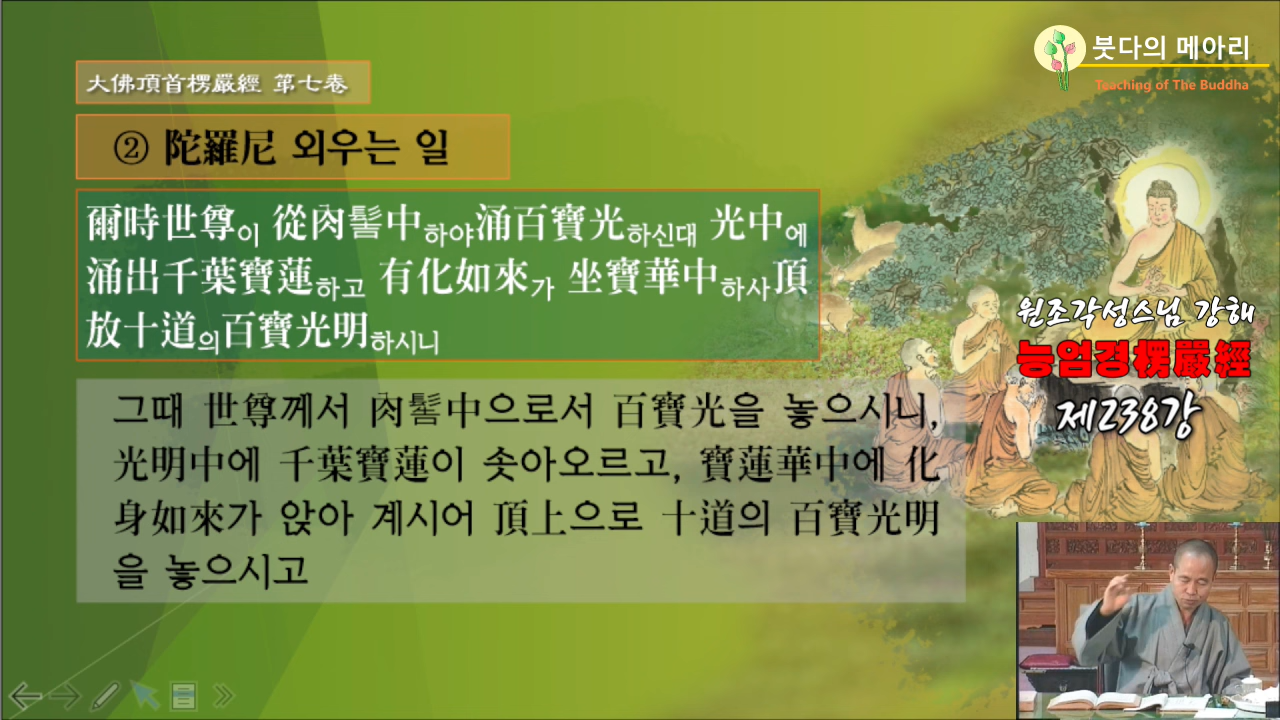 붓다의 메아리
Teaching of The Buddha
大佛頂首楞嚴經 第七卷
② 陀羅尼 외우는 일
爾時世尊이 從肉髻中하야涌百寶光하신대 光中에
涌出千葉寶蓮하고 有化如來가 坐寶華中하사頂
放十道의百寶光明하시니
그때 世尊께서 肉髻中으로서 百寶光을 놓으시니,
光明中에 千葉寶蓮이 솟아오르고, 寶蓮華中에 化
身如來가 앉아 계시어 頂上으로 十道의 百寶光明
을 놓으시고
원조각성스님 강해
능엄경楞嚴經
제238강